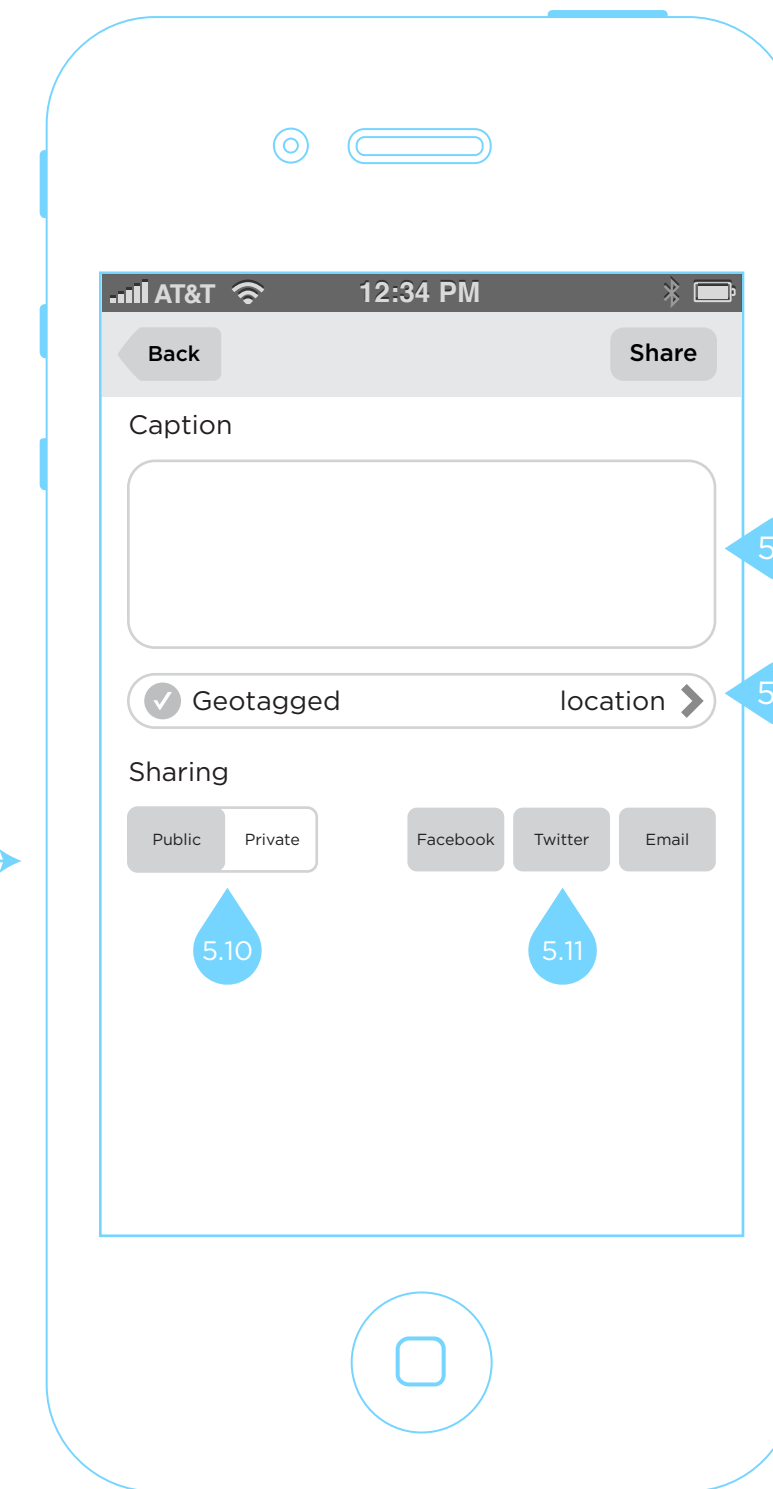 AT&T 12:34 PM
Back Share
Caption
Geotagged location
Sharing
Public Private Facebook Twitter Email
5.10 5.11